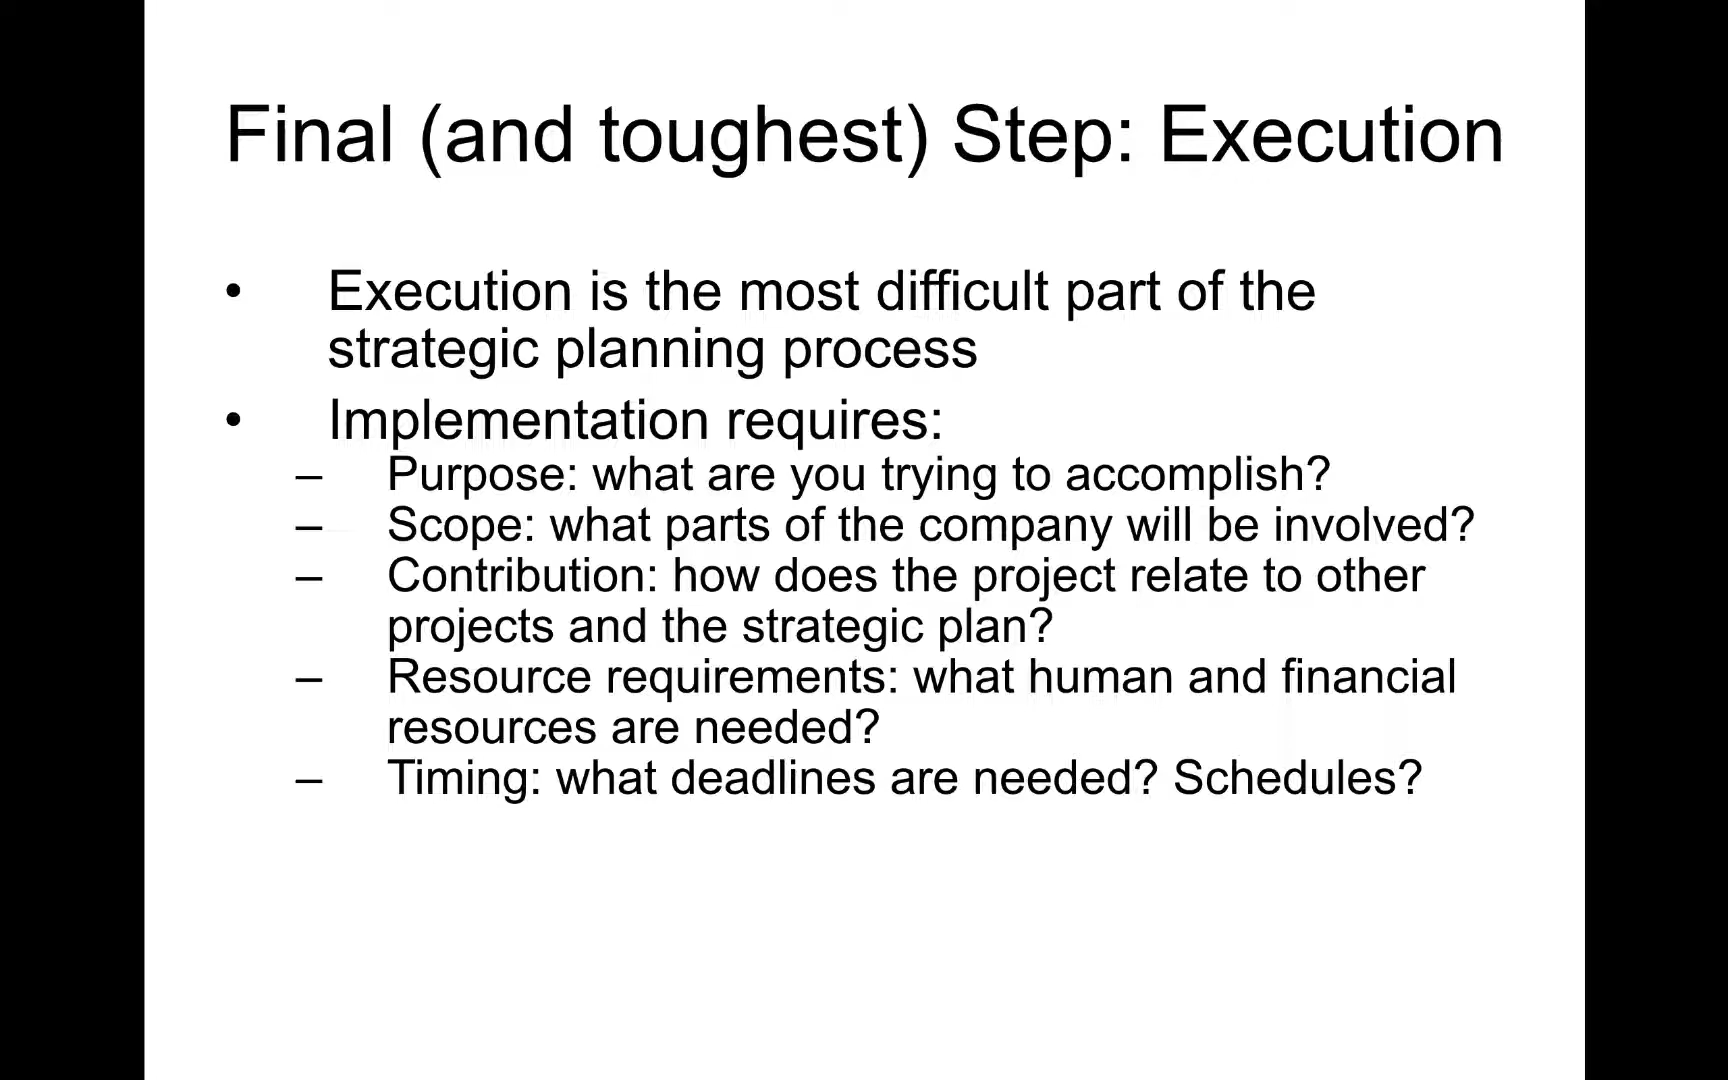 Final (and toughest) Step: Execution
• Execution is the most difficult part of the
strategic planning process
• Implementation requires:
– Purpose: what are you trying to accomplish?
– Scope: what parts of the company will be involved?
– Contribution: how does the project relate to other
projects and the strategic plan?
– Resource requirements: what human and financial
resources are needed?
– Timing: what deadlines are needed? Schedules?